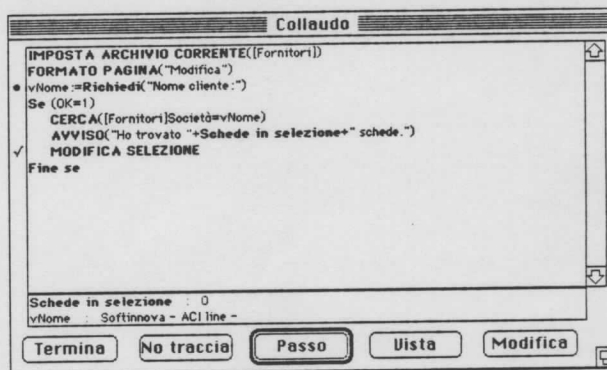 Collaudo
IMPOSTA ARCHIVIO CORRENTE([Fornitori])
FORMATO PAGINA("Modifica")
• vNome:=Richiedi("Nome cliente:")
Se (OK=1)
CERCA([Fornitori]Società=vNome)
AVVISO("Ho trovato "+Schede in selezione+" schede.")
✓ MODIFICA SELEZIONE
Fine se
Schede in selezione : 0
vNome : Softinnova - ACI line -
Termina No traccia Passo Vista Modifica